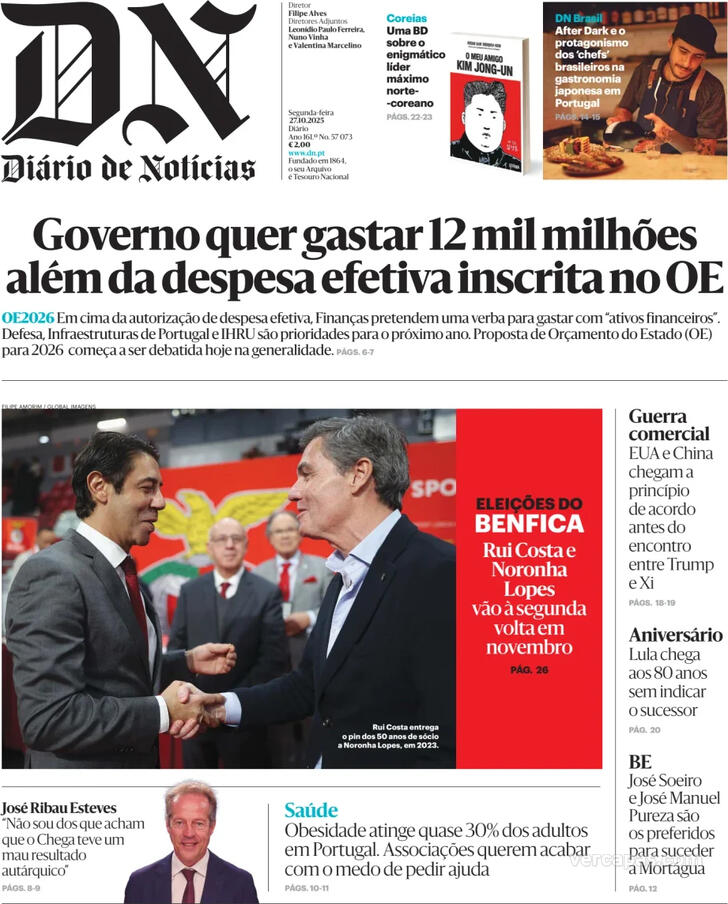 DN
Diário de Notícias
Diretor
Filipe Alves
Diretores Adjuntos
Leonídio Paulo Ferreira,
Nuno Vinha
e Valentina Marcelino
Segunda-feira
27.10.2025
Diário
Ano 161.º No. 57 073
€ 2,00
www.dn.pt
Fundado em 1864,
o seu Arquivo
é Tesouro Nacional
Coreias
Uma BD
sobre o
enigmático
líder
máximo
norte-
-coreano
PÁGS. 22-23
O MEU AMIGO
KIM JONG-UN
DN Brasil
After Dark e o
protagonismo
dos ‘chefs’
brasileiros na
gastronomia
japonesa em
Portugal
PÁGS. 14-15
Governo quer gastar 12 mil milhões
além da despesa efetiva inscrita no OE
OE2026 Em cima da autorização de despesa efetiva, Finanças pretendem uma verba para gastar com “ativos financeiros”.
Defesa, Infraestruturas de Portugal e IHRU são prioridades para o próximo ano. Proposta de Orçamento do Estado (OE)
para 2026 começa a ser debatida hoje na generalidade. PÁGS. 6-7
FILIPE AMORIM / GLOBAL IMAGENS
SPO
Rui Costa entrega
o pin dos 50 anos de sócio
a Noronha Lopes, em 2023.
ELEIÇÕES DO
BENFICA
Rui Costa e
Noronha
Lopes
vão à segunda
volta em
novembro
PÁG. 26
Guerra
comercial
EUA e China
chegam a
princípio
de acordo
antes do
encontro
entre Trump
e Xi
PÁGS. 18-19
Aniversário
Lula chega
aos 80 anos
sem indicar
o sucessor
PÁG. 20
BE
José Soeiro
e José Manuel
Pureza são
os preferidos
para suceder
a Mortágua
PÁG. 12
José Ribau Esteves
“Não sou dos que acham
que o Chega teve um
mau resultado
autárquico”
PÁGS. 8-9
Saúde
Obesidade atinge quase 30% dos adultos
em Portugal. Associações querem acabar
com o medo de pedir ajuda
PÁGS. 10-11
vercapas.com